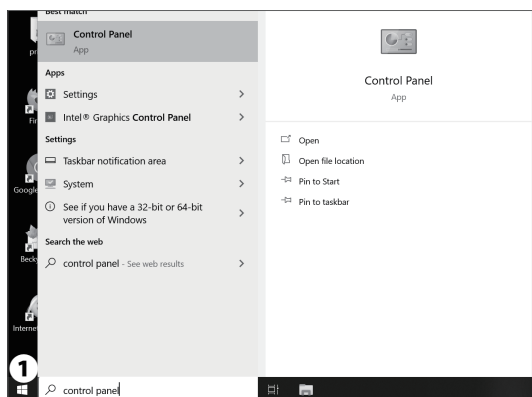 Best match
Control Panel
App
Apps
Settings
Intel® Graphics Control Panel
Settings
Taskbar notification area
System
See if you have a 32-bit or 64-bit
version of Windows
Search the web
control panel - See web results
control panel
Control Panel
App
Open
Open file location
Pin to Start
Pin to taskbar
pr
Fir
Google
Becky
Internet
1